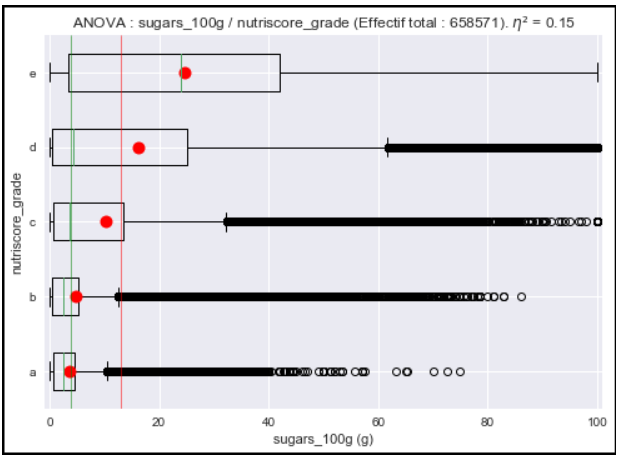 ANOVA : sugars_100g / nutriscore_grade (Effectif total : 658571). η² = 0.15
nutriscore_grade
e
d
c
b
a
0 20 40 60 80 100
sugars_100g (g)